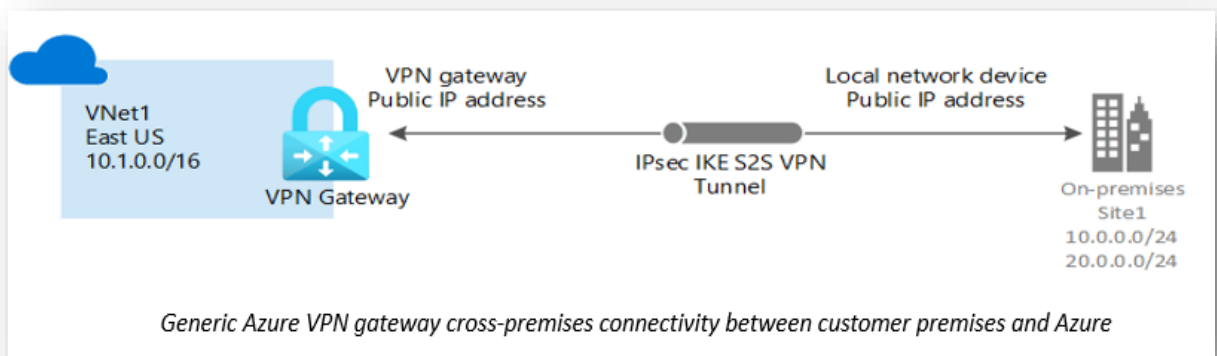 VNet1
East US
10.1.0.0/16
VPN Gateway
VPN gateway
Public IP address
IPsec IKE S2S VPN
Tunnel
Local network device
Public IP address
On-premises
Site1
10.0.0.0/24
20.0.0.0/24
Generic Azure VPN gateway cross-premises connectivity between customer premises and Azure